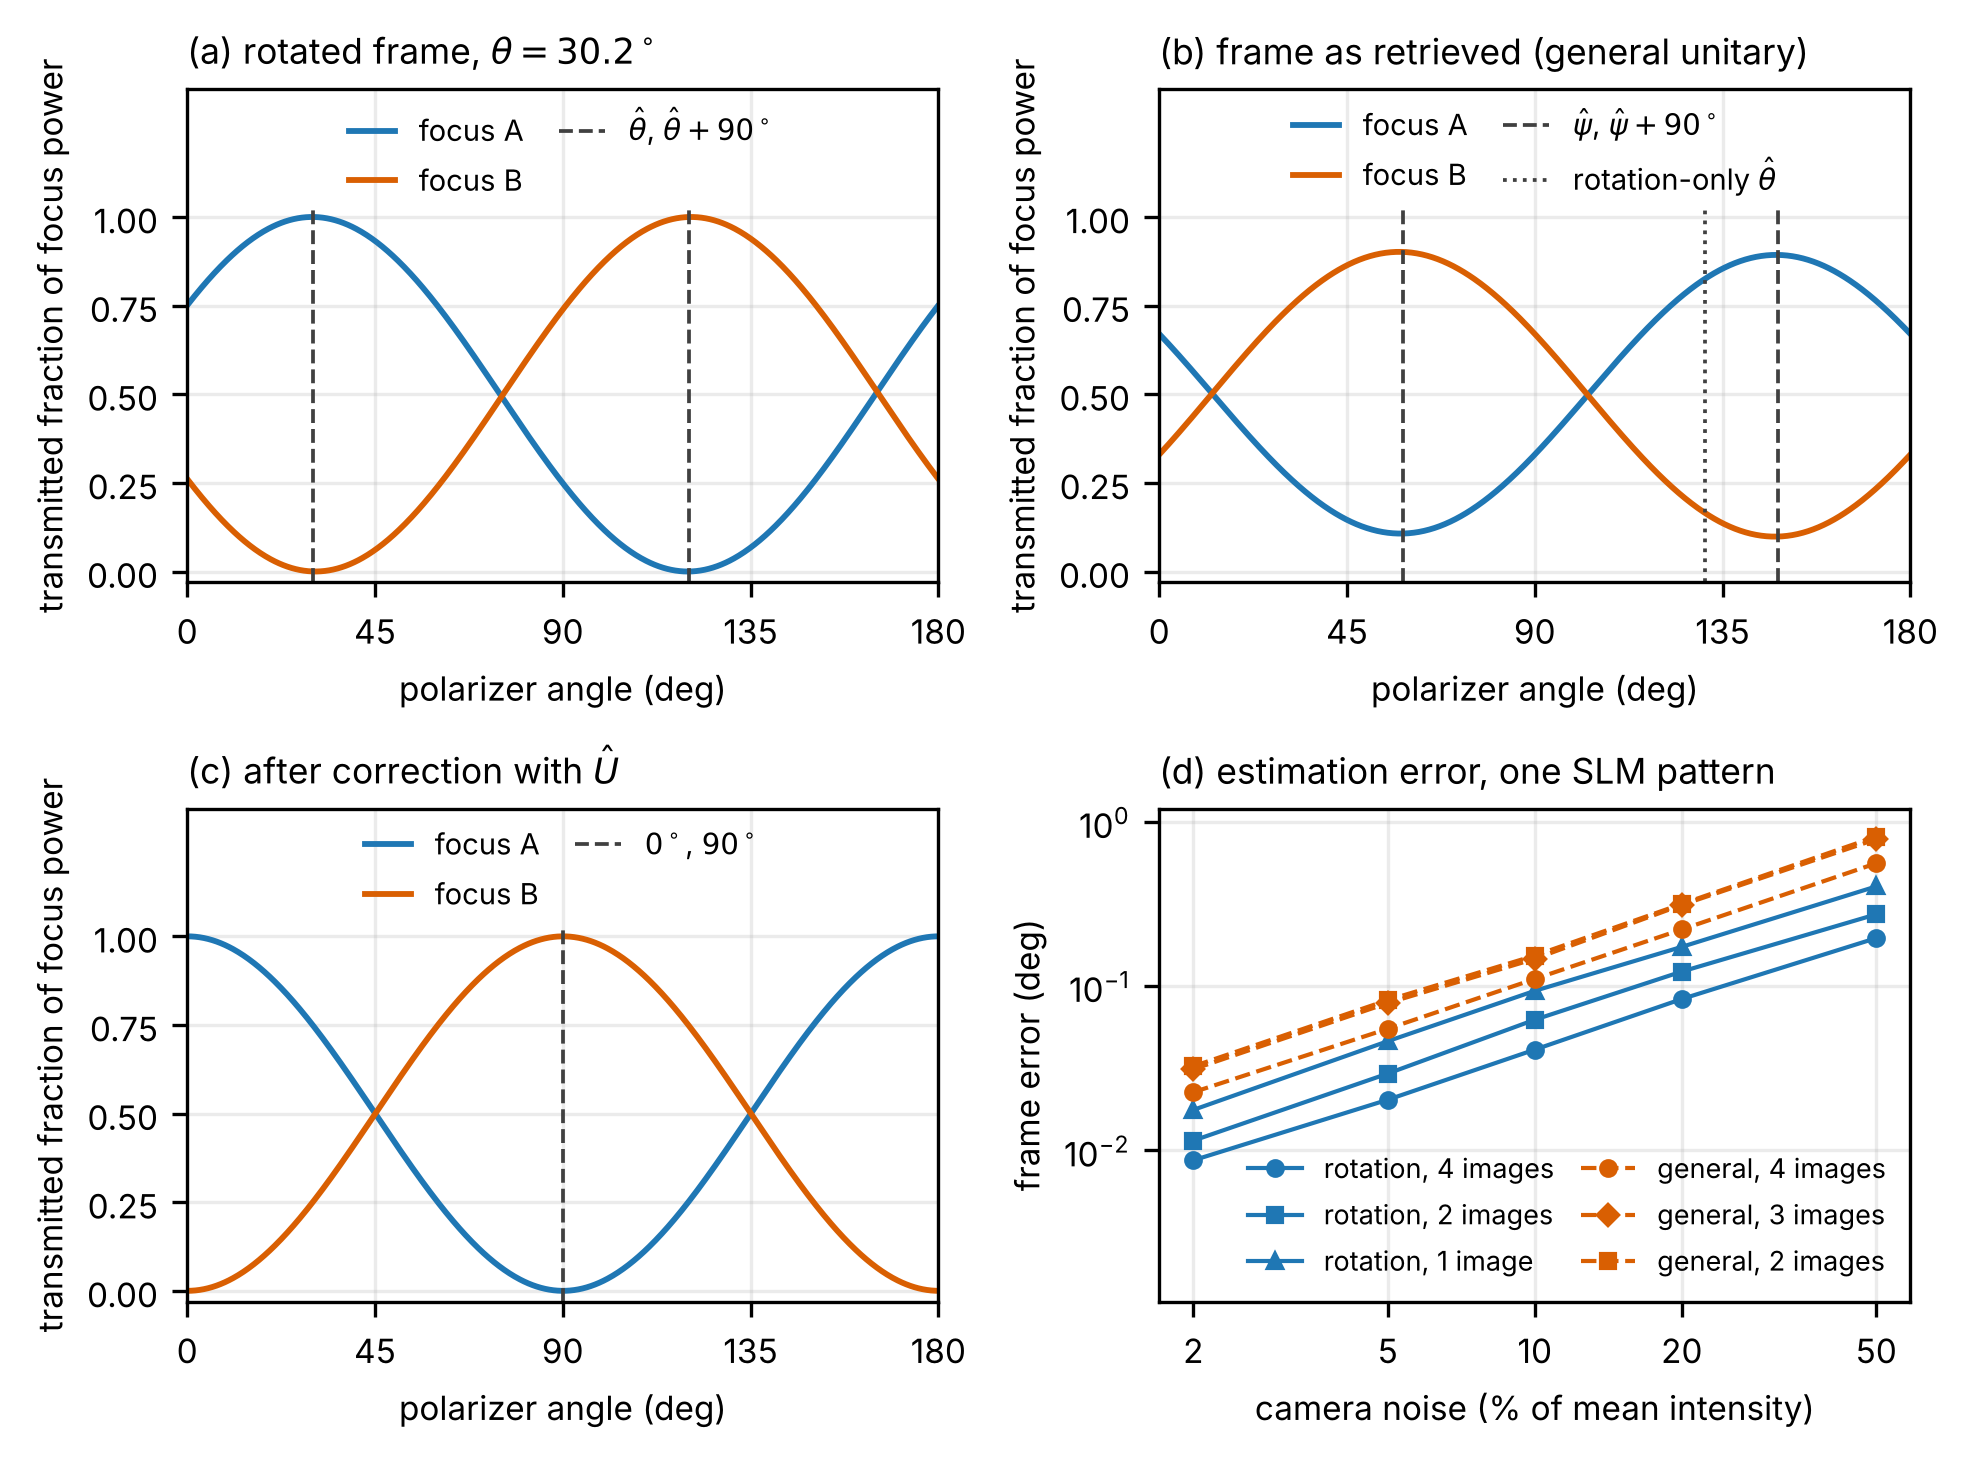 (a) rotated frame, θ = 30.2°
transmitted fraction of focus power
1.00
0.75
0.50
0.25
0.00
focus A
focus B
θ̂, θ̂ + 90°
0 45 90 135 180
polarizer angle (deg)
(b) frame as retrieved (general unitary)
transmitted fraction of focus power
1.00
0.75
0.50
0.25
0.00
focus A
focus B
ψ̂, ψ̂ + 90°
rotation-only θ̂
0 45 90 135 180
polarizer angle (deg)
(c) after correction with Û
transmitted fraction of focus power
1.00
0.75
0.50
0.25
0.00
focus A
focus B
0°, 90°
0 45 90 135 180
polarizer angle (deg)
(d) estimation error, one SLM pattern
frame error (deg)
10⁰
10⁻¹
10⁻²
rotation, 4 images
rotation, 2 images
rotation, 1 image
general, 4 images
general, 3 images
general, 2 images
2 5 10 20 50
camera noise (% of mean intensity)